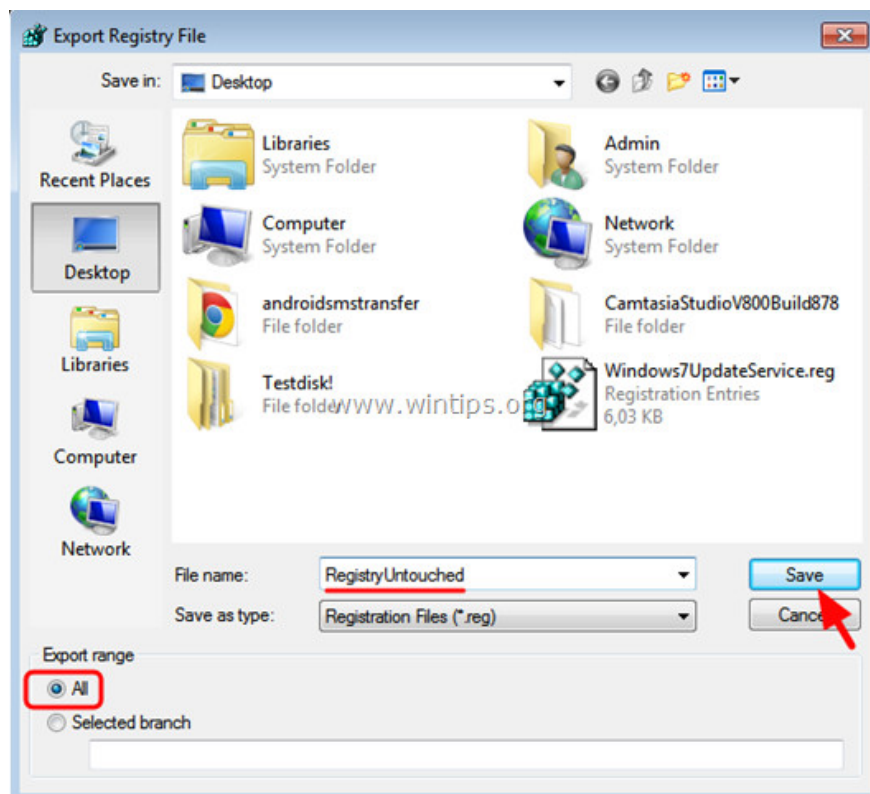 Export Registry File
Save in:
Desktop
Recent Places
Desktop
Libraries
Computer
Network
Libraries
System Folder
Admin
System Folder
Computer
System Folder
Network
System Folder
androidsmstransfer
File folder
CamtasiaStudioV800Build878
File folder
Testdisk!
File folder
Windows7UpdateService.reg
Registration Entries
6,03 KB
www.wintips.org
File name:
RegistryUntouched
Save
Save as type:
Registration Files (*.reg)
Cancel
Export range
All
Selected branch